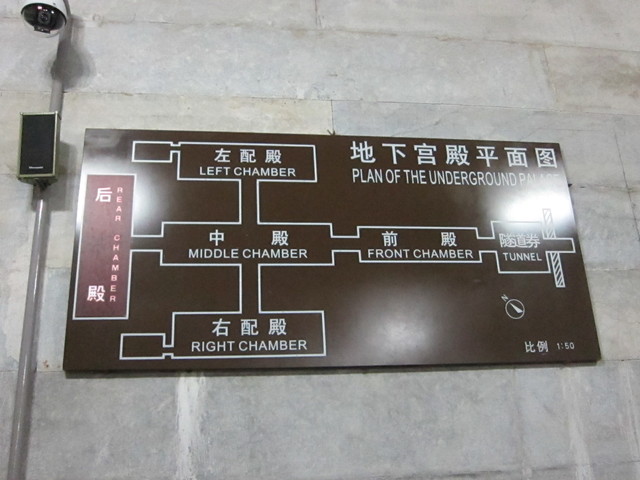 地下宫殿平面图
PLAN OF THE UNDERGROUND PALACE
左配殿
LEFT CHAMBER
后殿
REAR CHAMBER
中殿
MIDDLE CHAMBER
前殿
FRONT CHAMBER
隧道券
TUNNEL
右配殿
RIGHT CHAMBER
N
比例 1:50